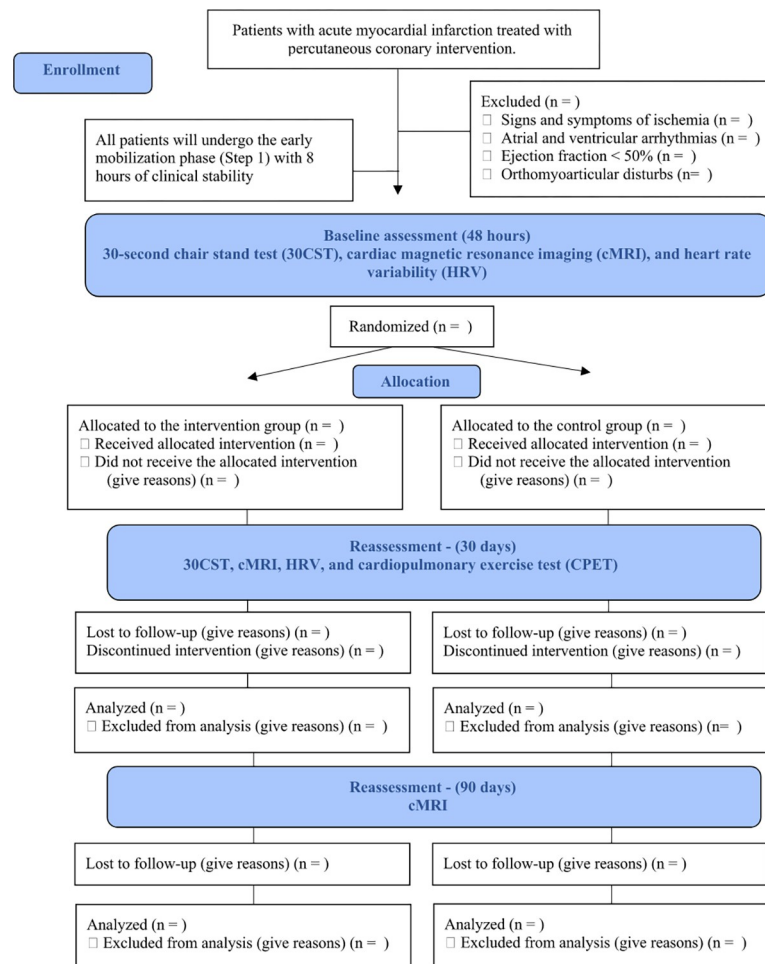 Patients with acute myocardial infarction treated with
percutaneous coronary intervention.
Enrollment
Excluded (n = )
□ Signs and symptoms of ischemia (n = )
□ Atrial and ventricular arrhythmias (n = )
□ Ejection fraction < 50% (n = )
□ Orthomyoarticular disturbs (n= )
All patients will undergo the early
mobilization phase (Step 1) with 8
hours of clinical stability
Baseline assessment (48 hours)
30-second chair stand test (30CST), cardiac magnetic resonance imaging (cMRI), and heart rate
variability (HRV)
Randomized (n = )
Allocation
Allocated to the intervention group (n = )
□ Received allocated intervention (n = )
□ Did not receive the allocated intervention
(give reasons) (n = )
Allocated to the control group (n = )
□ Received allocated intervention (n = )
□ Did not receive the allocated intervention
(give reasons) (n = )
Reassessment - (30 days)
30CST, cMRI, HRV, and cardiopulmonary exercise test (CPET)
Lost to follow-up (give reasons) (n = )
Discontinued intervention (give reasons) (n = )
Lost to follow-up (give reasons) (n = )
Discontinued intervention (give reasons) (n = )
Analyzed (n = )
□ Excluded from analysis (give reasons) (n = )
Analyzed (n = )
□ Excluded from analysis (give reasons) (n= )
Reassessment - (90 days)
cMRI
Lost to follow-up (give reasons) (n = )
Lost to follow-up (give reasons) (n = )
Analyzed (n = )
□ Excluded from analysis (give reasons) (n = )
Analyzed (n = )
□ Excluded from analysis (give reasons) (n = )